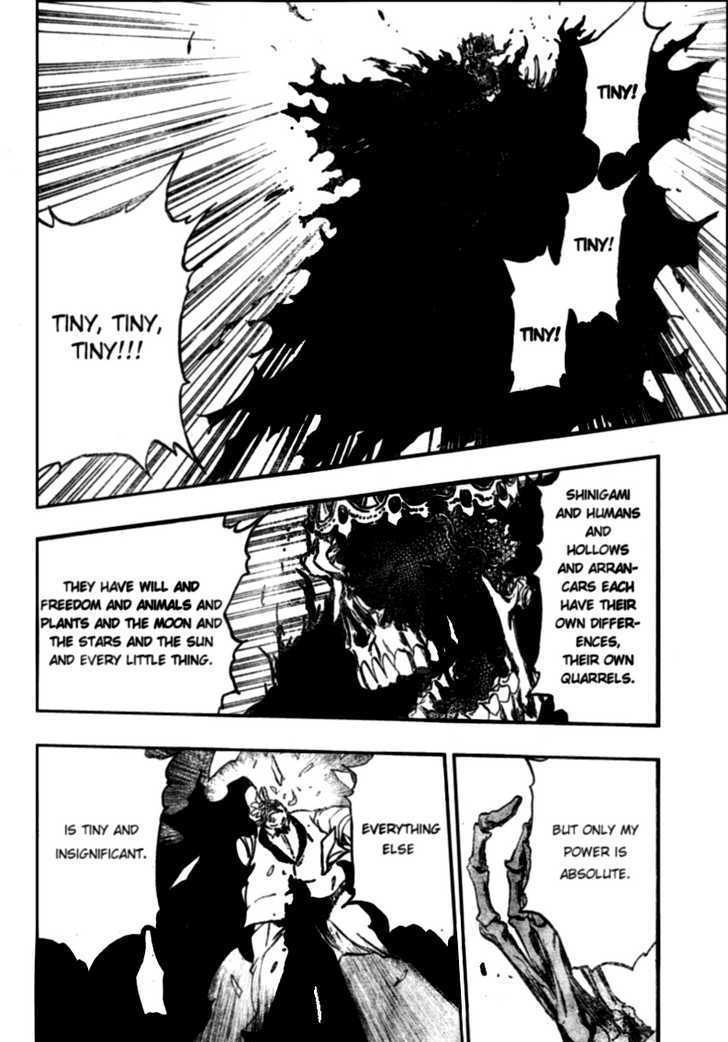 TINY!
TINY!
TINY!
TINY, TINY,
TINY!!!
SHINIGAMI
AND HUMANS
AND
HOLLOWS
AND ARRAN-
CARS EACH
HAVE THEIR
OWN DIFFER-
ENCES,
THEIR OWN
QUARRELS.
THEY HAVE WILL AND
FREEDOM AND ANIMALS AND
PLANTS AND THE MOON AND
THE STARS AND THE SUN
AND EVERY LITTLE THING.
BUT ONLY MY
POWER IS
ABSOLUTE.
EVERYTHING
ELSE
IS TINY AND
INSIGNIFICANT.